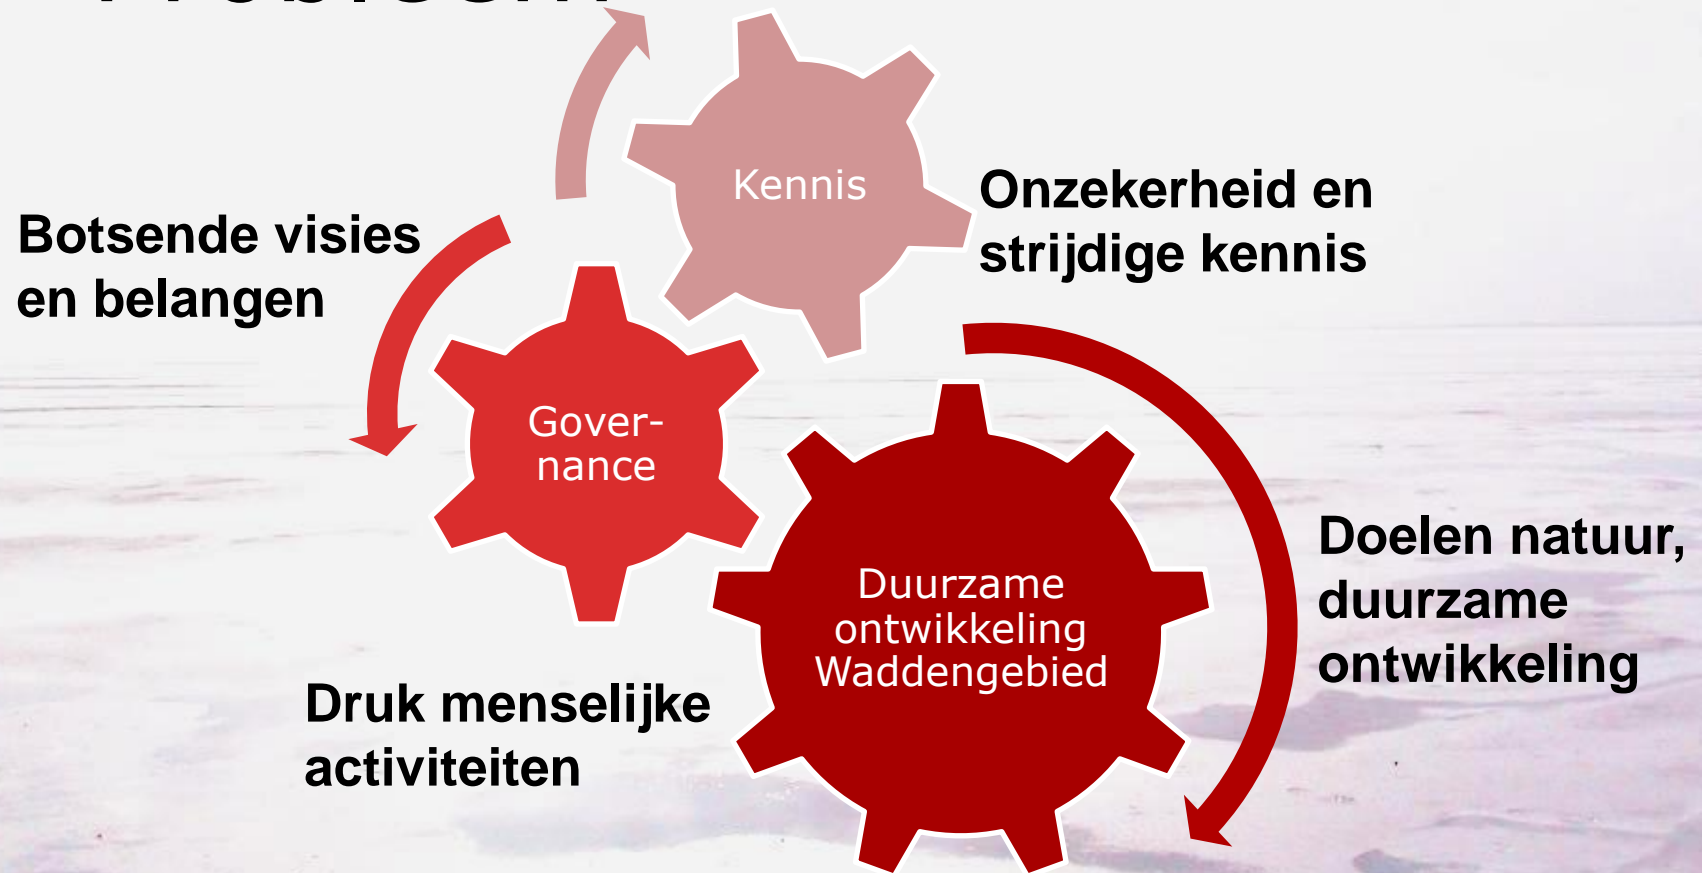 Probleem
Kennis
Onzekerheid en
strijdige kennis
Botsende visies
en belangen
Gover-
nance
Duurzame
ontwikkeling
Waddengebied
Doelen natuur,
duurzame
ontwikkeling
Druk menselijke
activiteiten